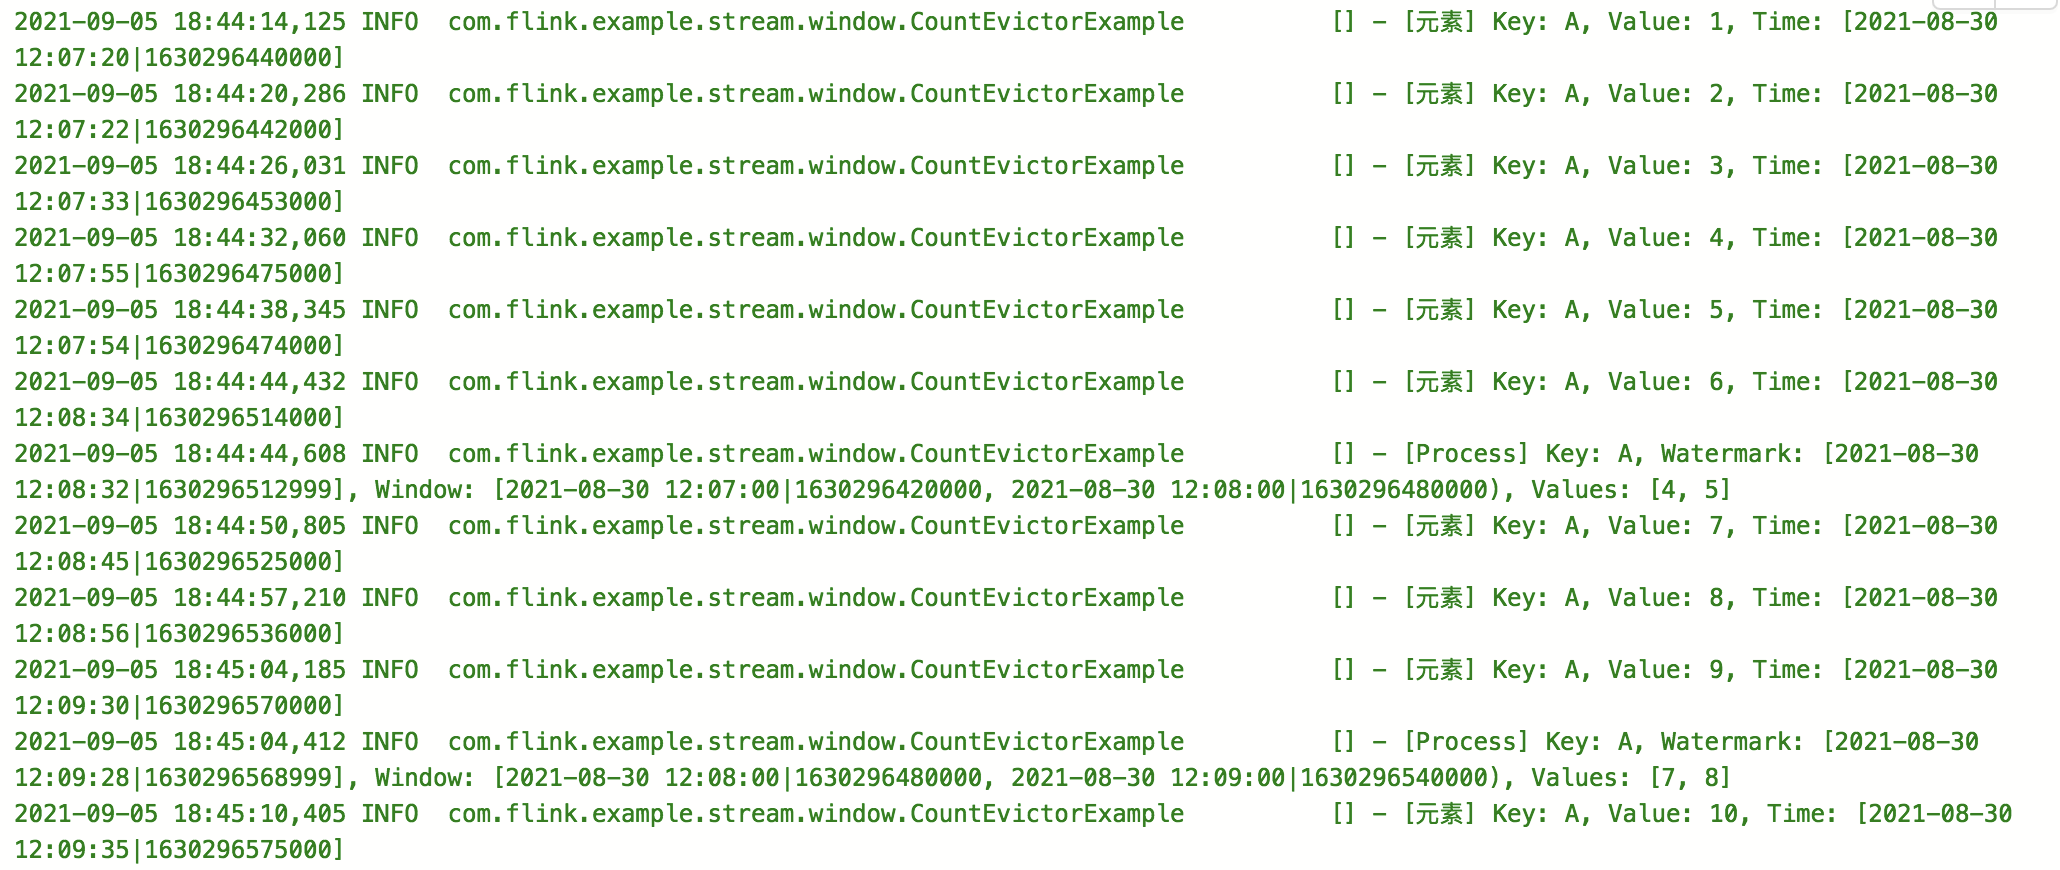 2021-09-05 18:44:14,125 INFO  com.flink.example.stream.window.CountEvictorExample          [] - [元素] Key: A, Value: 1, Time: [2021-08-30
12:07:20|1630296440000]
2021-09-05 18:44:20,286 INFO  com.flink.example.stream.window.CountEvictorExample          [] - [元素] Key: A, Value: 2, Time: [2021-08-30
12:07:22|1630296442000]
2021-09-05 18:44:26,031 INFO  com.flink.example.stream.window.CountEvictorExample          [] - [元素] Key: A, Value: 3, Time: [2021-08-30
12:07:33|1630296453000]
2021-09-05 18:44:32,060 INFO  com.flink.example.stream.window.CountEvictorExample          [] - [元素] Key: A, Value: 4, Time: [2021-08-30
12:07:55|1630296475000]
2021-09-05 18:44:38,345 INFO  com.flink.example.stream.window.CountEvictorExample          [] - [元素] Key: A, Value: 5, Time: [2021-08-30
12:07:54|1630296474000]
2021-09-05 18:44:44,432 INFO  com.flink.example.stream.window.CountEvictorExample          [] - [元素] Key: A, Value: 6, Time: [2021-08-30
12:08:34|1630296514000]
2021-09-05 18:44:44,608 INFO  com.flink.example.stream.window.CountEvictorExample          [] - [Process] Key: A, Watermark: [2021-08-30
12:08:32|1630296512999], Window: [2021-08-30 12:07:00|1630296420000, 2021-08-30 12:08:00|1630296480000), Values: [4, 5]
2021-09-05 18:44:50,805 INFO  com.flink.example.stream.window.CountEvictorExample          [] - [元素] Key: A, Value: 7, Time: [2021-08-30
12:08:45|1630296525000]
2021-09-05 18:44:57,210 INFO  com.flink.example.stream.window.CountEvictorExample          [] - [元素] Key: A, Value: 8, Time: [2021-08-30
12:08:56|1630296536000]
2021-09-05 18:45:04,185 INFO  com.flink.example.stream.window.CountEvictorExample          [] - [元素] Key: A, Value: 9, Time: [2021-08-30
12:09:30|1630296570000]
2021-09-05 18:45:04,412 INFO  com.flink.example.stream.window.CountEvictorExample          [] - [Process] Key: A, Watermark: [2021-08-30
12:09:28|1630296568999], Window: [2021-08-30 12:08:00|1630296480000, 2021-08-30 12:09:00|1630296540000), Values: [7, 8]
2021-09-05 18:45:10,405 INFO  com.flink.example.stream.window.CountEvictorExample          [] - [元素] Key: A, Value: 10, Time: [2021-08-30
12:09:35|1630296575000]